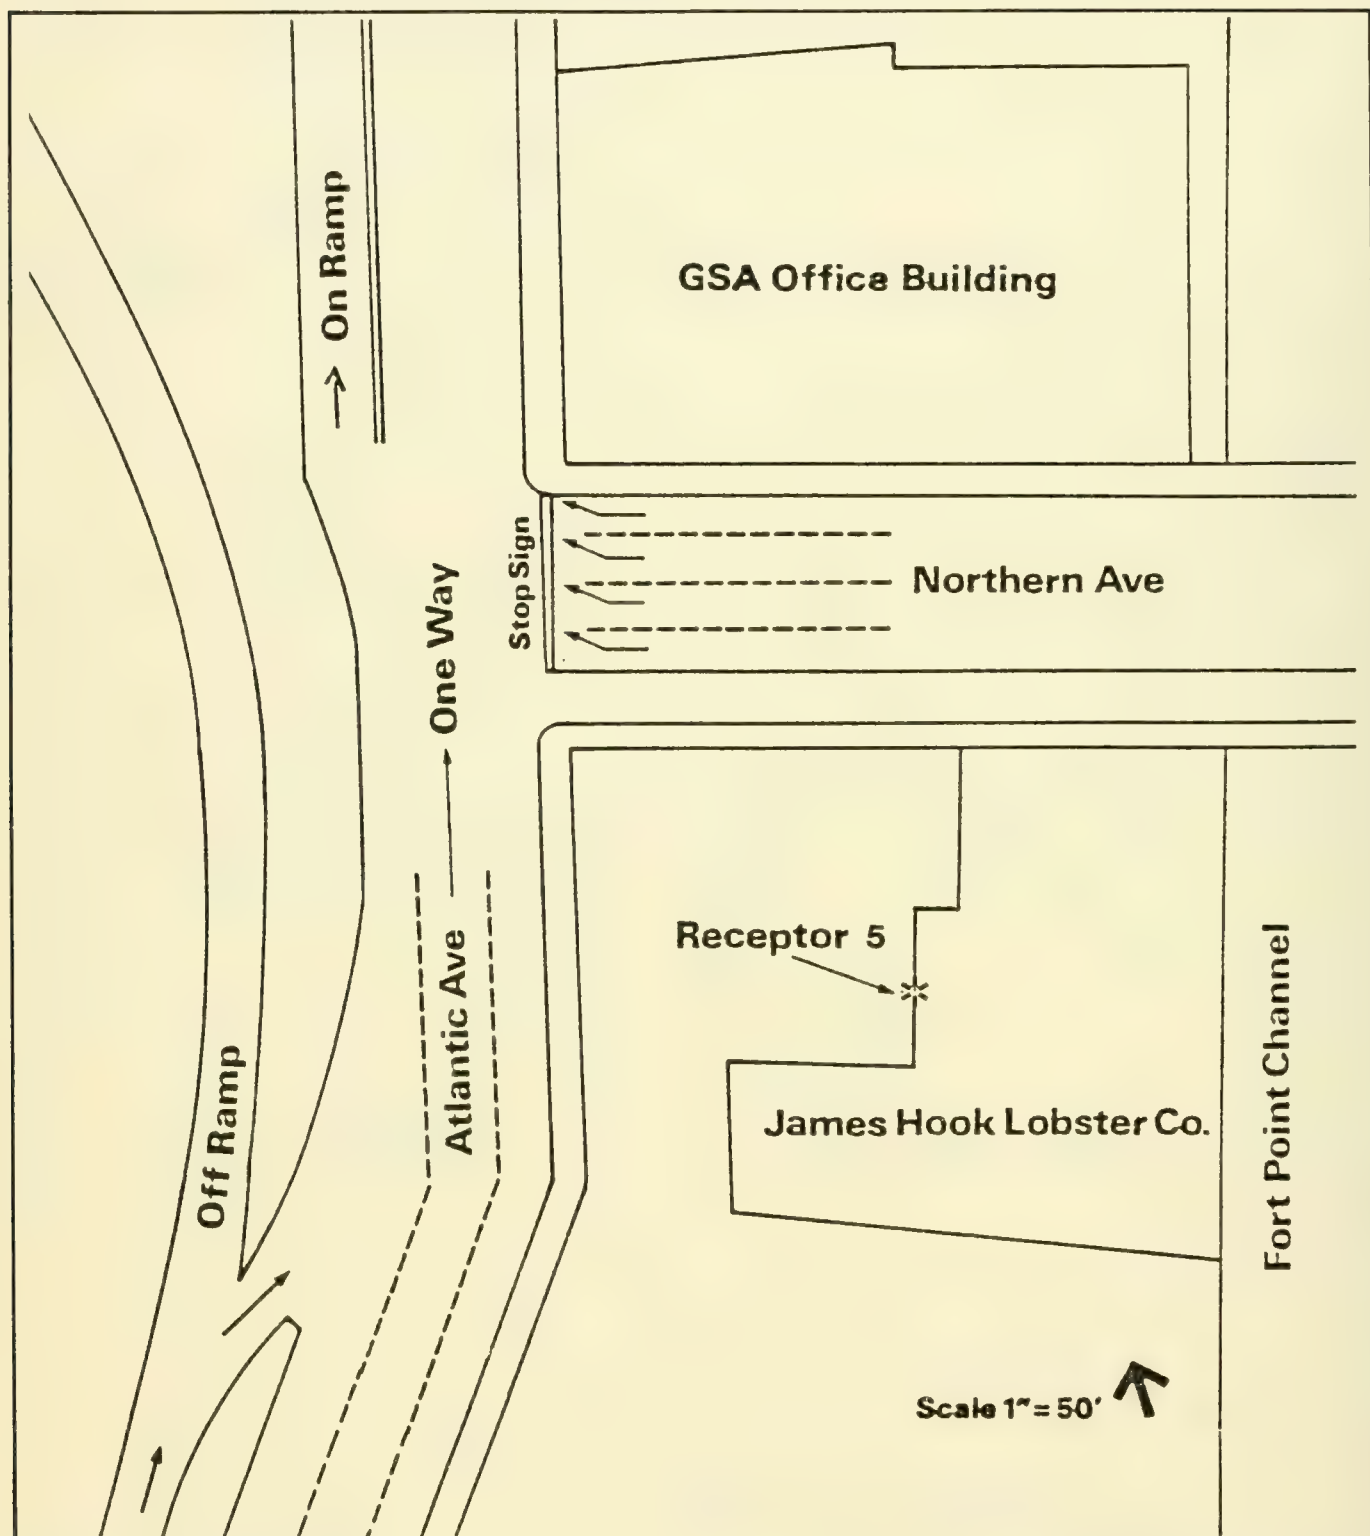 On Ramp
GSA Office Building
Stop Sign
Northern Ave
One Way
Atlantic Ave
Receptor 5
Off Ramp
James Hook Lobster Co.
Fort Point Channel
Scale 1"= 50'